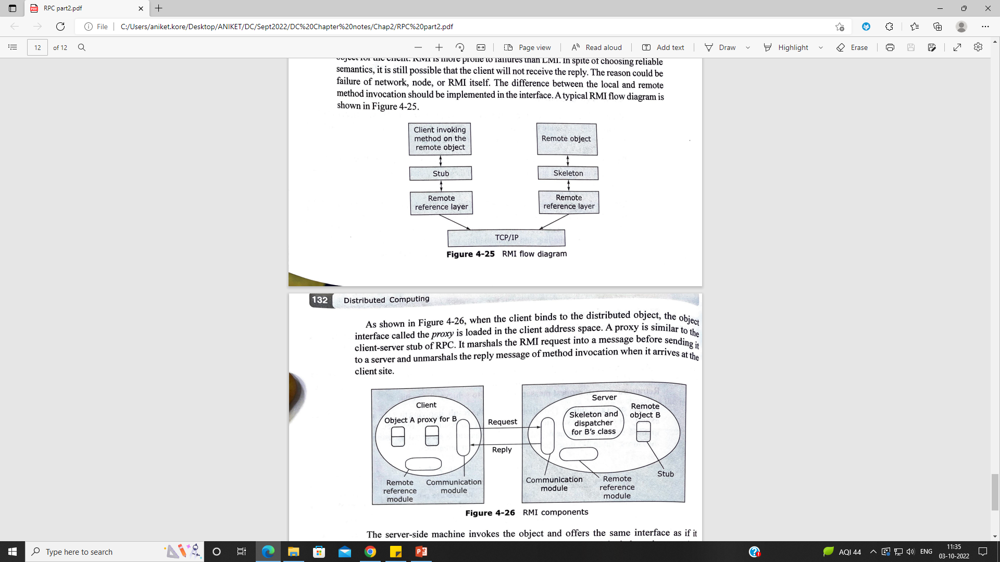 RPC part2.pdf
File
C:/Users/aniket.kore/Desktop/ANIKET/DC/Sept2022/DC%20Chapter%20notes/Chap2/RPC%20part2.pdf
12 of 12
Page view
Read aloud
Add text
Draw
Highlight
Erase
object for the client. RMI is more prone to failures than LMI. In spite of choosing reliable
semantics, it is still possible that the client will not receive the reply. The reason could be
failure of network, node, or RMI itself. The difference between the local and remote
method invocation should be implemented in the interface. A typical RMI flow diagram is
shown in Figure 4-25.
Client invoking
method on the
remote object
Remote object
Stub
Skeleton
Remote
reference layer
Remote
reference layer
TCP/IP
Figure 4-25 RMI flow diagram
132 Distributed Computing
As shown in Figure 4-26, when the client binds to the distributed object, the object
interface called the proxy is loaded in the client address space. A proxy is similar to the
client-server stub of RPC. It marshals the RMI request into a message before sending it
to a server and unmarshals the reply message of method invocation when it arrives at the
client site.
Client
Object A proxy for B
Remote
reference
module
Communication
module
Request
Reply
Server
Skeleton and
dispatcher
for B's class
Remote
object B
Communication
module
Remote
reference
module
Stub
Figure 4-26 RMI components
The server-side machine invokes the object and offers the same interface as if it
Type here to search
AQI 44
ENG
11:35
03-10-2022